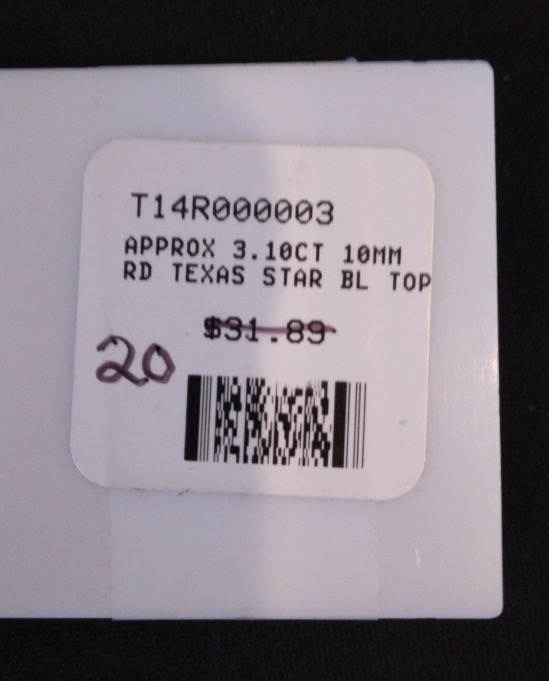 T14R000003
APPROX 3.10CT 10MM
RD TEXAS STAR BL TOP
$31.89
20